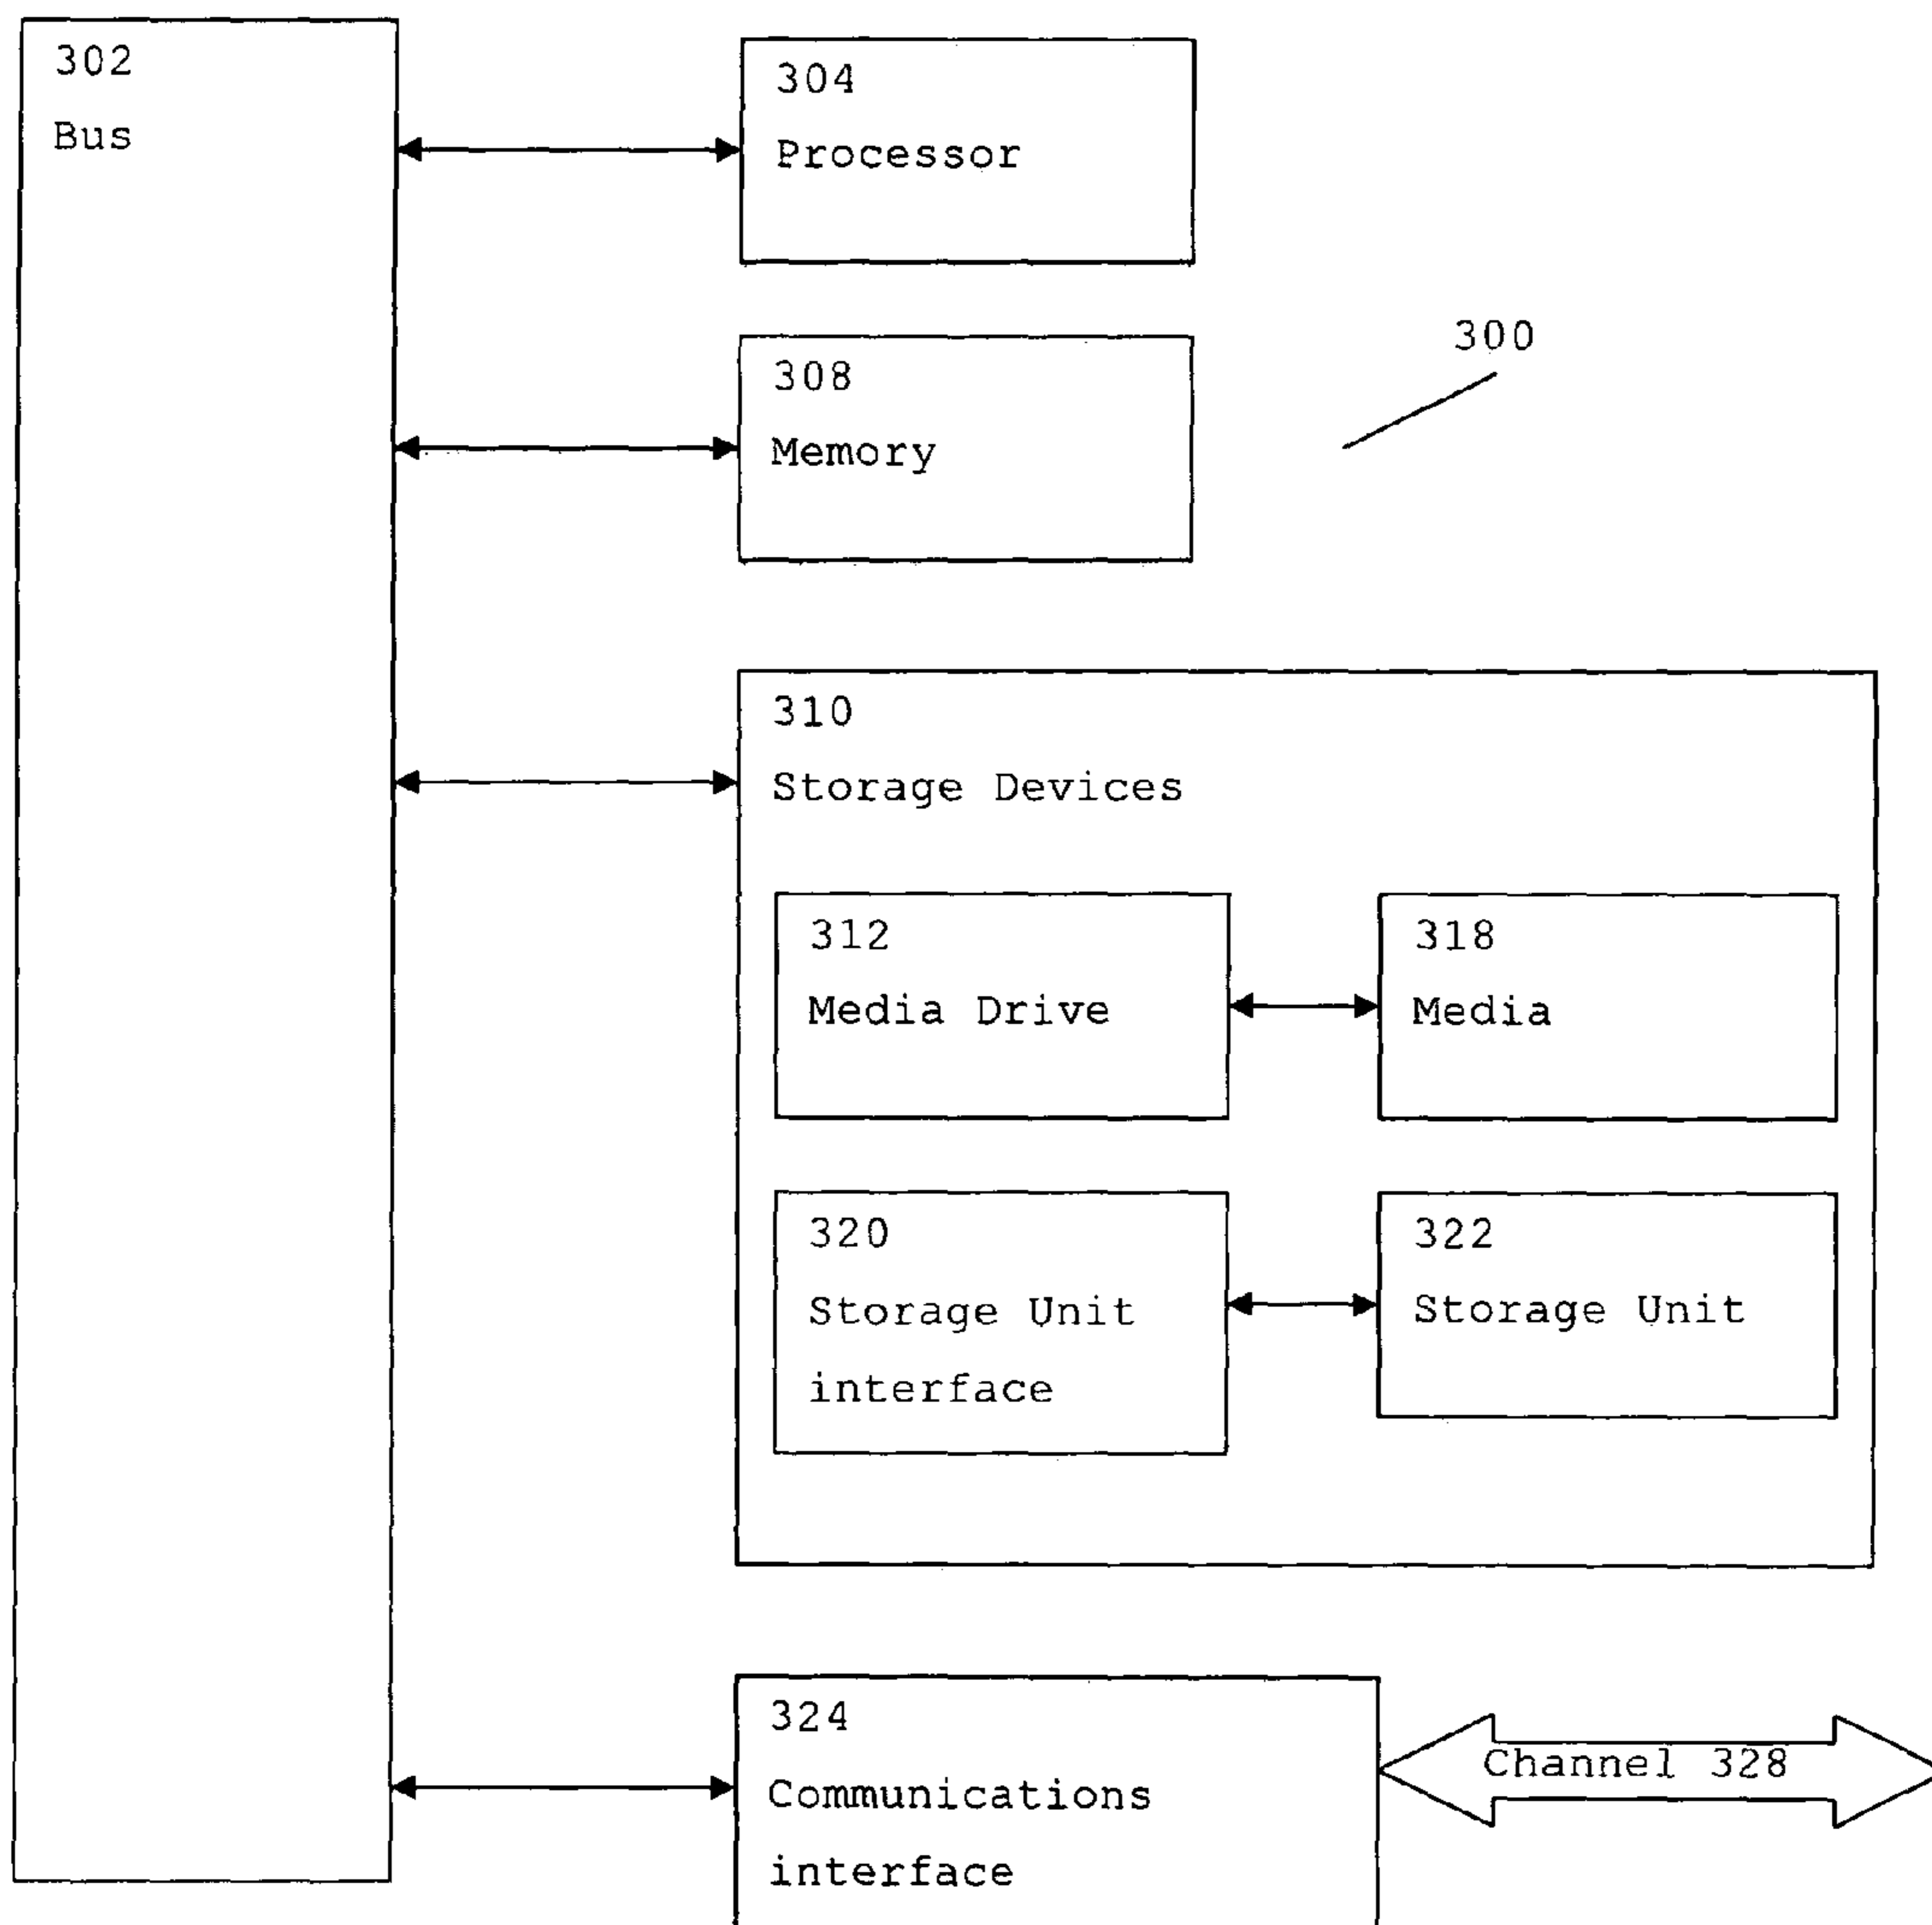 302
Bus
304
Processor
300
308
Memory
310
Storage Devices
312
Media Drive
318
Media
320
Storage Unit
interface
322
Storage Unit
324
Communications
interface
Channel 328